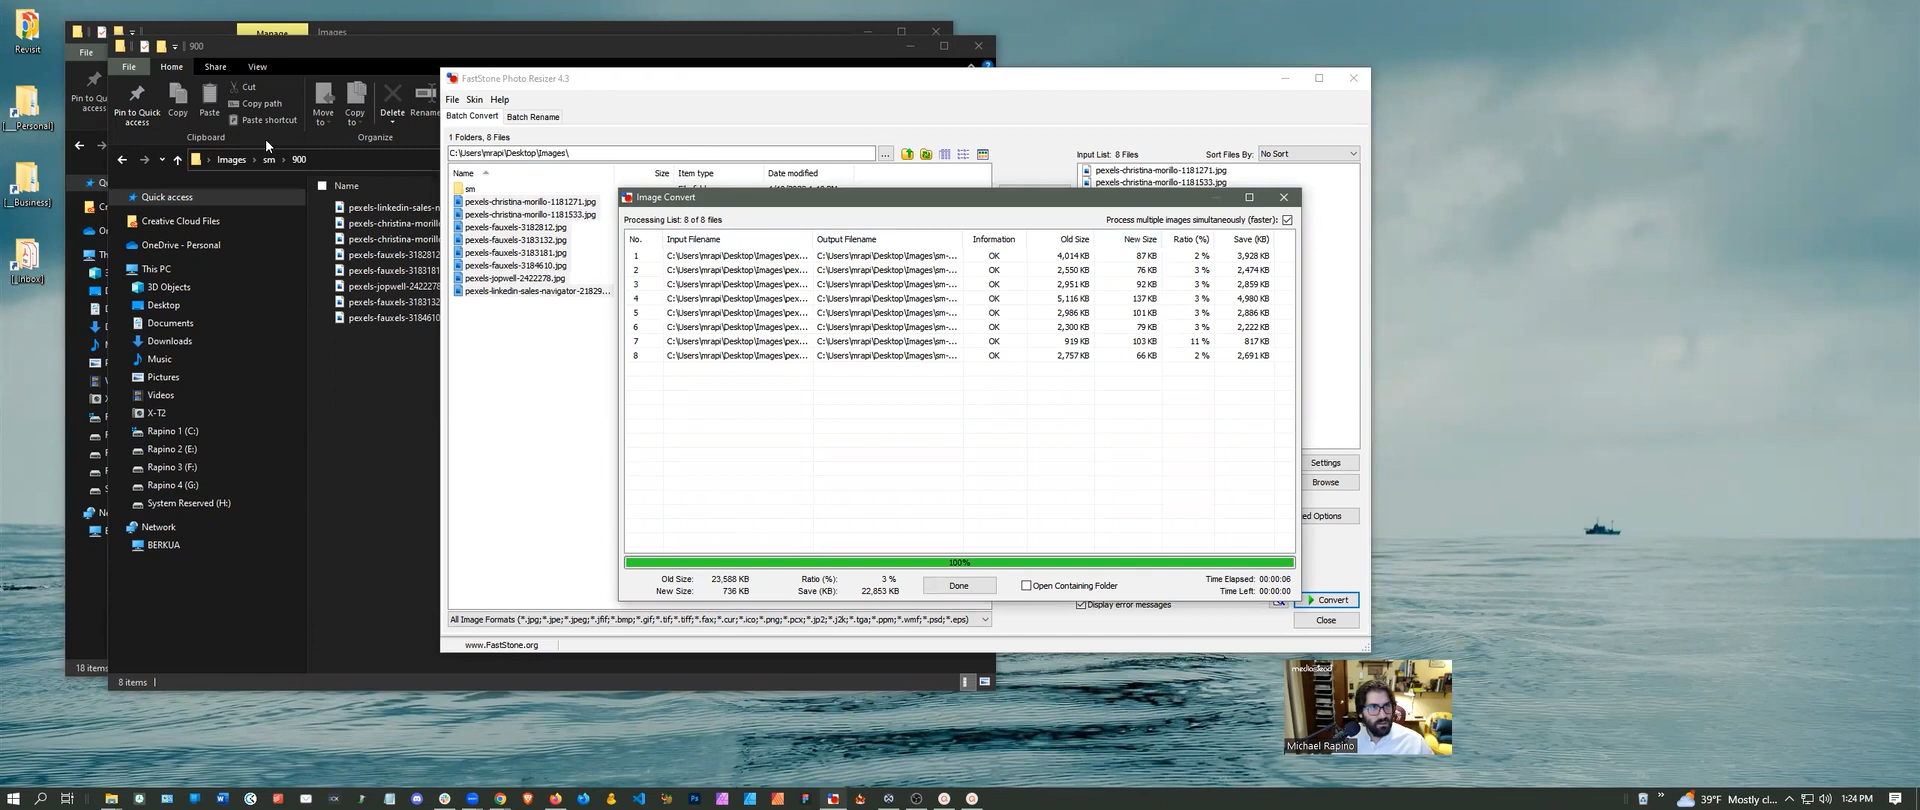 Revisit
[__Personal]
[_Business]
[_Inbox]
Manage
Images
900
File
File
Home
Share
View
Pin to Quick
access
Copy
Paste
Cut
Copy path
Paste shortcut
Move
to
Copy
to
Delete
Rename
Clipboard
Organize
Images
sm
900
Quick access
Creative Cloud Files
OneDrive - Personal
This PC
3D Objects
Desktop
Documents
Downloads
Music
Pictures
Videos
X-T2
Rapino 1 (C:)
Rapino 2 (E:)
Rapino 3 (F:)
Rapino 4 (G:)
System Reserved (H:)
Network
BERKUA
Name
pexels-linkedin-sales-n
pexels-christina-morillo
pexels-christina-morillo
pexels-fauxels-3182812
pexels-fauxels-3183181
pexels-jopwell-2422278
pexels-fauxels-3183132
pexels-fauxels-3184610
18 items
8 items
FastStone Photo Resizer 4.3
File Skin Help
Batch Convert
Batch Rename
1 Folders, 8 Files
C:\Users\mrapi\Desktop\Images\
...
Name
Size
Item type
Date modified
sm
pexels-christina-morillo-1181271.jpg
pexels-christina-morillo-1181533.jpg
pexels-fauxels-3182812.jpg
pexels-fauxels-3183132.jpg
pexels-fauxels-3183181.jpg
pexels-fauxels-3184610.jpg
pexels-jopwell-2422278.jpg
pexels-linkedin-sales-navigator-21829...
Input List: 8 Files
Sort Files By:
No Sort
pexels-christina-morillo-1181271.jpg
pexels-christina-morillo-1181533.jpg
Image Convert
Processing List: 8 of 8 files
Process multiple images simultaneously (faster):
No. Input Filename Output Filename Information Old Size New Size Ratio (%) Save (KB)
1 C:\Users\mrapi\Desktop\Images\pex... C:\Users\mrapi\Desktop\Images\sm-... OK 4,014 KB 87 KB 2 % 3,928 KB
2 C:\Users\mrapi\Desktop\Images\pex... C:\Users\mrapi\Desktop\Images\sm-... OK 2,550 KB 76 KB 3 % 2,474 KB
3 C:\Users\mrapi\Desktop\Images\pex... C:\Users\mrapi\Desktop\Images\sm-... OK 2,951 KB 92 KB 3 % 2,859 KB
4 C:\Users\mrapi\Desktop\Images\pex... C:\Users\mrapi\Desktop\Images\sm-... OK 5,116 KB 137 KB 3 % 4,980 KB
5 C:\Users\mrapi\Desktop\Images\pex... C:\Users\mrapi\Desktop\Images\sm-... OK 2,986 KB 101 KB 3 % 2,886 KB
6 C:\Users\mrapi\Desktop\Images\pex... C:\Users\mrapi\Desktop\Images\sm-... OK 2,300 KB 79 KB 3 % 2,222 KB
7 C:\Users\mrapi\Desktop\Images\pex... C:\Users\mrapi\Desktop\Images\sm-... OK 919 KB 103 KB 11 % 817 KB
8 C:\Users\mrapi\Desktop\Images\pex... C:\Users\mrapi\Desktop\Images\sm-... OK 2,757 KB 66 KB 2 % 2,691 KB
100%
Old Size: 23,588 KB Ratio (%): 3 %
New Size: 736 KB Save (KB): 22,853 KB
Done
Open Containing Folder
Time Elapsed: 00:00:06
Time Left: 00:00:00
Settings
Browse
ed Options
Display error messages
Convert
Close
All Image Formats (*.jpg;*.jpe;*.jpeg;*.jfif;*.bmp;*.gif;*.tif;*.tiff;*.fax;*.cur;*.ico;*.png;*.pcx;*.jp2;*.j2k;*.tga;*.ppm;*.wmf;*.psd;*.eps)
www.FastStone.org
Michael Rapino
39°F Mostly cl...
1:24 PM